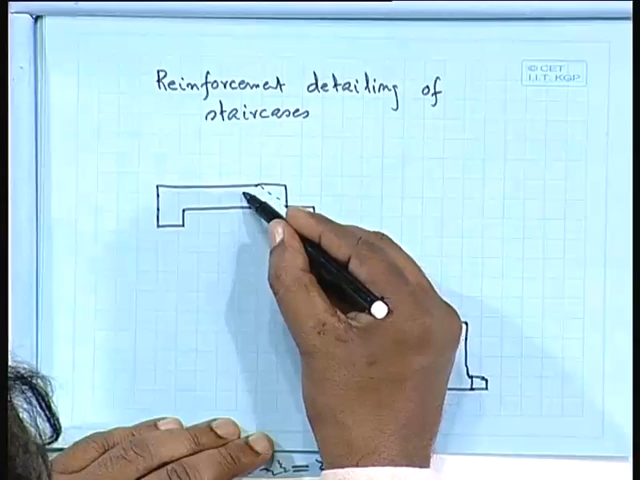 Reinforcement detailing of
staircases
© CET
I.I.T. KGP